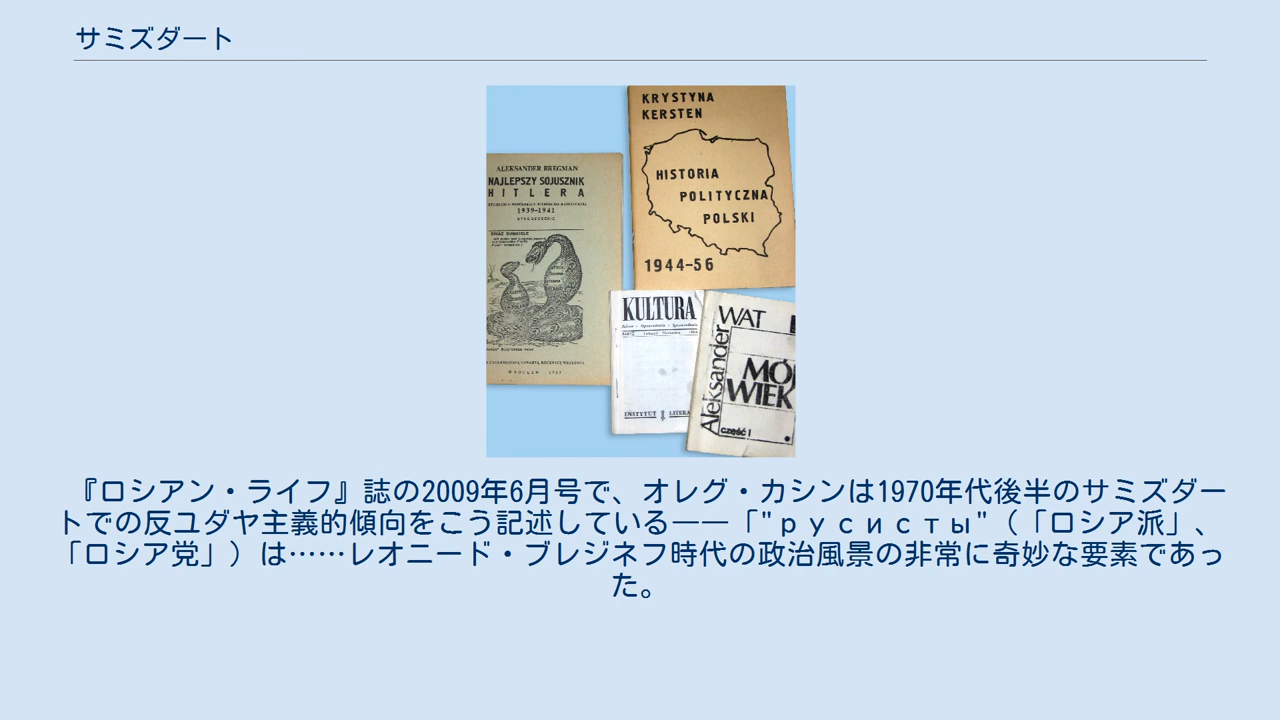 サミズダート
KRYSTYNA
KERSTEN
HISTORIA
POLITYCZNA
POLSKI
1944-56
ALEKSANDER BREGMAN
NAJLEPSZY SOJUSZNIK
HITLERA
1939-1941
WROCŁAW 1983
KULTURA
INSTYTUT LITERA
Aleksander
WAT
MÓ
WIEK
część I
『ロシアン・ライフ』誌の2009年6月号で、オレグ・カシンは1970年代後半のサミズダー
トでの反ユダヤ主義的傾向をこう記述している――「"русисты"（「ロシア派」、
「ロシア党」）は……レオニード・ブレジネフ時代の政治風景の非常に奇妙な要素であっ
た。